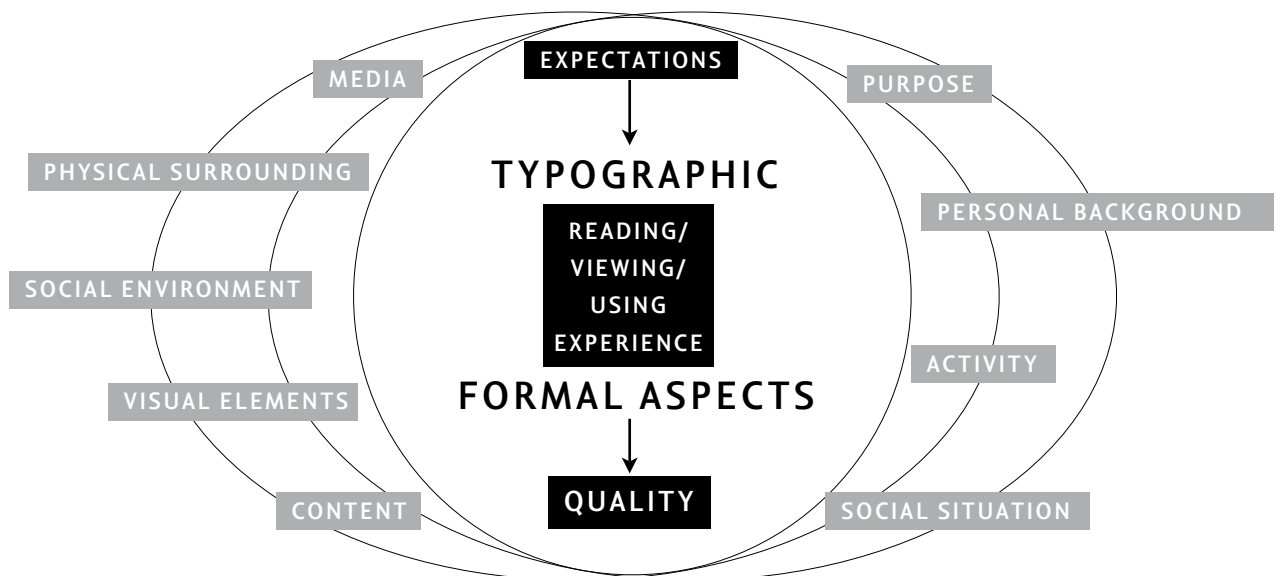 EXPECTATIONS
MEDIA
PURPOSE
PHYSICAL SURROUNDING
TYPOGRAPHIC
PERSONAL BACKGROUND
READING/
VIEWING/
USING
EXPERIENCE
SOCIAL ENVIRONMENT
ACTIVITY
VISUAL ELEMENTS
FORMAL ASPECTS
QUALITY
CONTENT
SOCIAL SITUATION